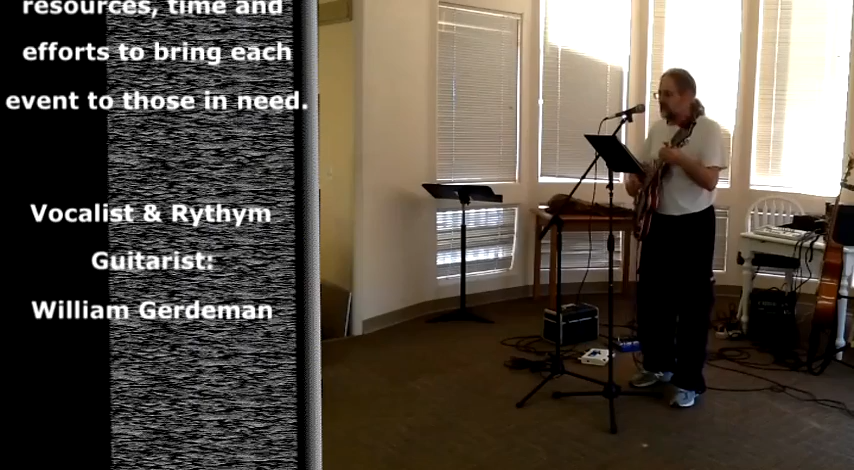 resources, time and
efforts to bring each
event to those in need.
Vocalist & Rythym
Guitarist:
William Gerdeman